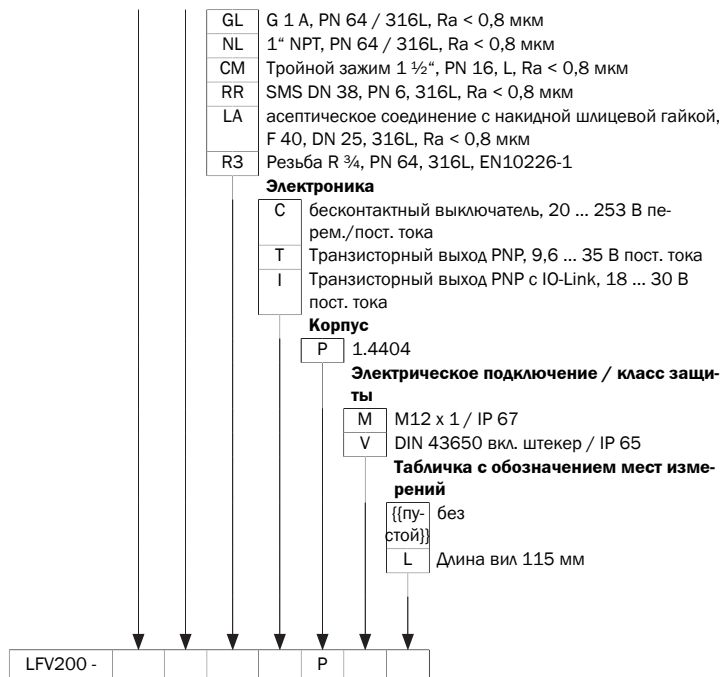 GL G 1 A, PN 64 / 316L, Ra < 0,8 мкм
NL 1“ NPT, PN 64 / 316L, Ra < 0,8 мкм
CM Тройной зажим 1 ½“, PN 16, L, Ra < 0,8 мкм
RR SMS DN 38, PN 6, 316L, Ra < 0,8 мкм
LA асептическое соединение с накидной шлицевой гайкой,
F 40, DN 25, 316L, Ra < 0,8 мкм
R3 Резьба R ¾, PN 64, 316L, EN10226-1
Электроника
C бесконтактный выключатель, 20 ... 253 В пе-
рем./пост. тока
T Транзисторный выход PNP, 9,6 ... 35 В пост. тока
I Транзисторный выход PNP с IO-Link, 18 ... 30 В
пост. тока
Корпус
P 1.4404
Электрическое подключение / класс защи-
ты
M M12 x 1 / IP 67
V DIN 43650 вкл. штекер / IP 65
Табличка с обозначением мест изме-
рений
{{пу- без
стой}}
L Длина вил 115 мм
LFV200 - P